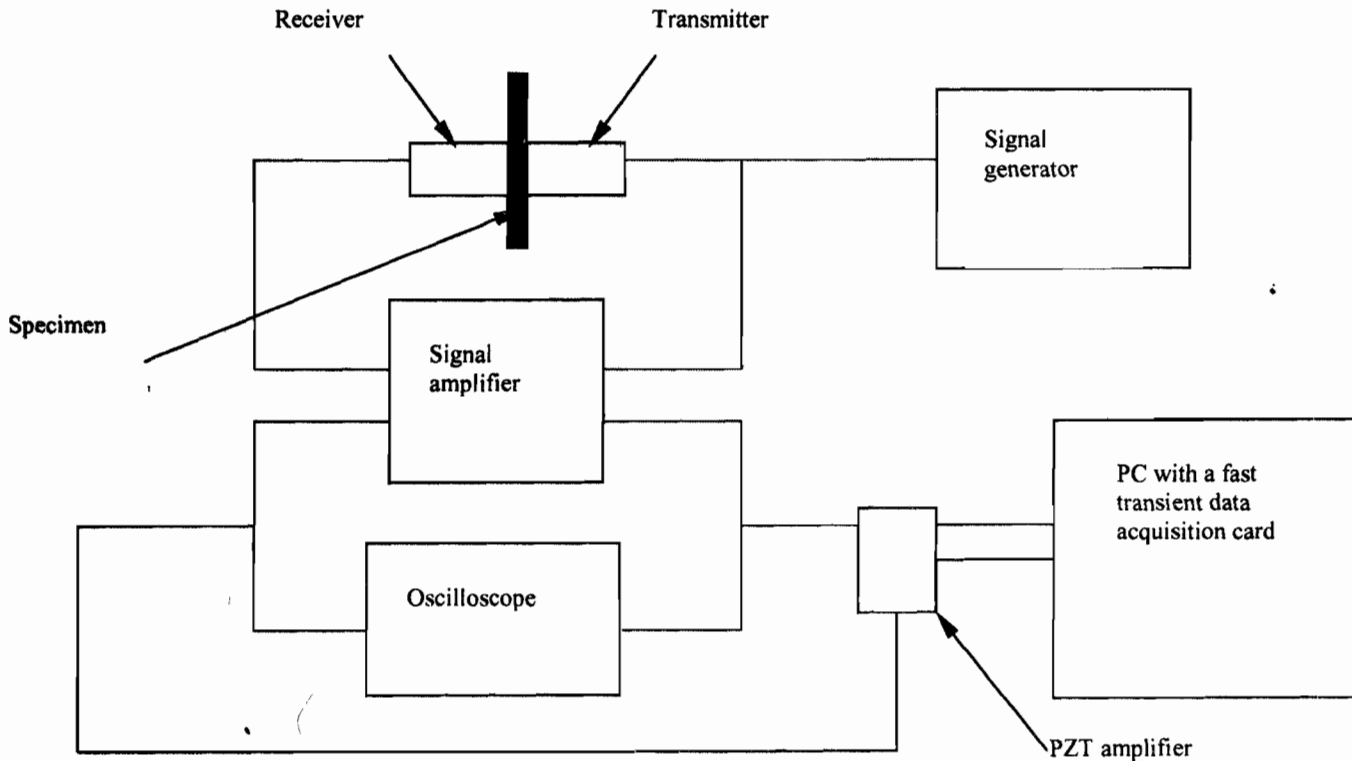 Receiver
Transmitter
Signal
generator
Specimen
Signal
amplifier
PC with a fast
transient data
acquisition card
Oscilloscope
PZT amplifier